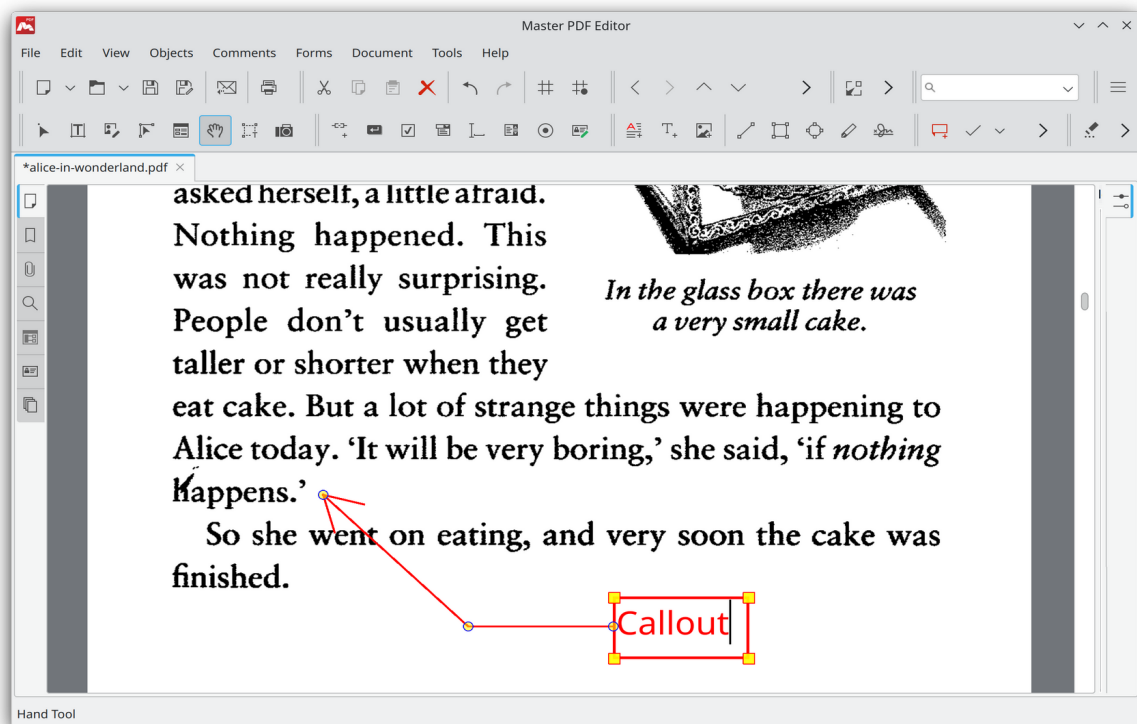 Master PDF Editor
File Edit View Objects Comments Forms Document Tools Help
*alice-in-wonderland.pdf
asked herself, a little afraid.
Nothing happened. This
was not really surprising.
People don’t usually get
taller or shorter when they
eat cake. But a lot of strange things were happening to
Alice today. ‘It will be very boring,’ she said, ‘if nothing
happens.’
So she went on eating, and very soon the cake was
finished.
In the glass box there was
a very small cake.
Callout
Hand Tool